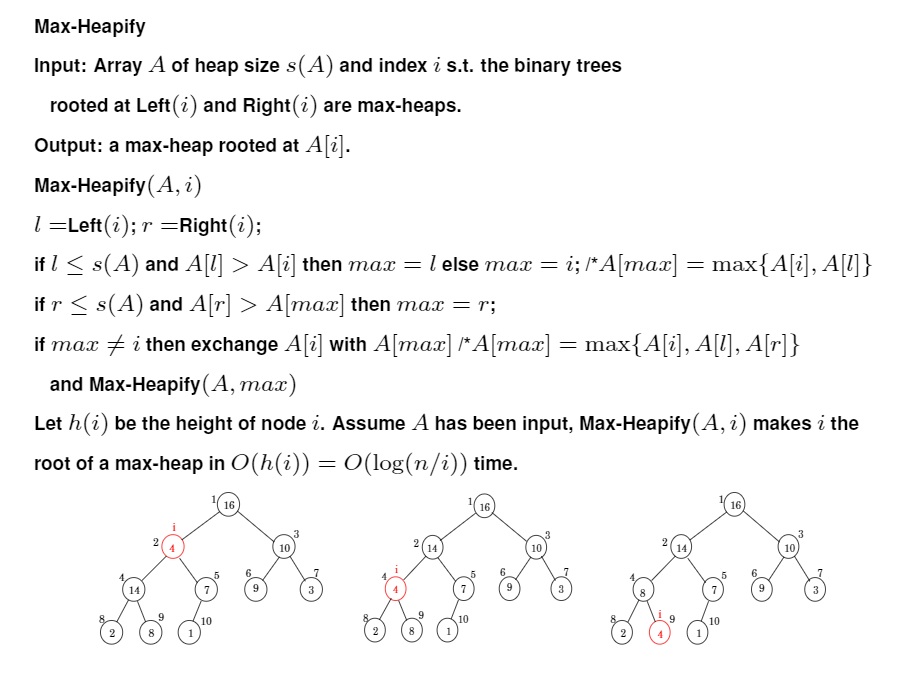 Max-Heapify
Input: Array A of heap size s(A) and index i s.t. the binary trees
rooted at Left(i) and Right(i) are max-heaps.
Output: a max-heap rooted at A[i].
Max-Heapify(A, i)
l =Left(i); r =Right(i);
if l ≤ s(A) and A[l] > A[i] then max = l else max = i; /*A[max] = max{A[i], A[l]}
if r ≤ s(A) and A[r] > A[max] then max = r;
if max ≠ i then exchange A[i] with A[max] /*A[max] = max{A[i], A[l], A[r]}
and Max-Heapify(A, max)
Let h(i) be the height of node i. Assume A has been input, Max-Heapify(A, i) makes i the
root of a max-heap in O(h(i)) = O(log(n/i)) time.
1 16
i
2 4 3 10
4 14 5 7 6 9 7 3
8 2 9 8 10 1
1 16
2 14 3 10
i
4 4 5 7 6 9 7 3
8 2 9 8 10 1
1 16
2 14 3 10
4 8 5 7 6 9 7 3
i
8 2 9 4 10 1